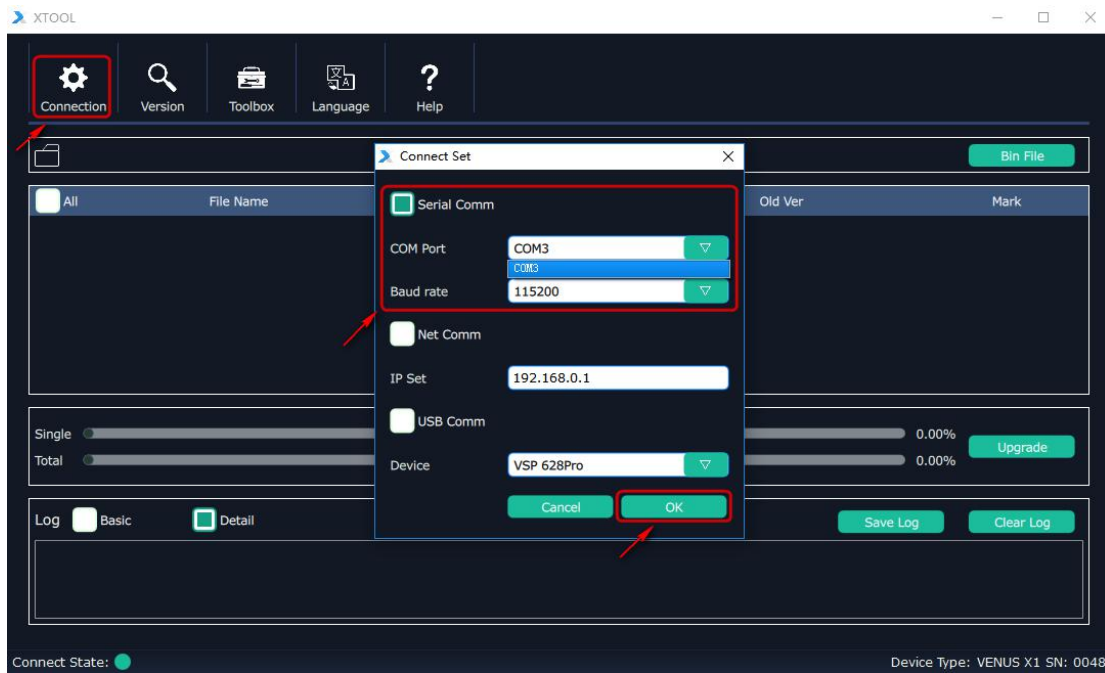 XTOOL
Connection Version Toolbox Language Help
Bin File
All File Name Old Ver Mark
Connect Set
Serial Comm
COM Port COM3
COM3
Baud rate 115200
Net Comm
IP Set 192.168.0.1
USB Comm
Device VSP 628Pro
Cancel OK
Single 0.00%
Total 0.00%
Upgrade
Log Basic Detail Save Log Clear Log
Connect State: Device Type: VENUS X1 SN: 0048